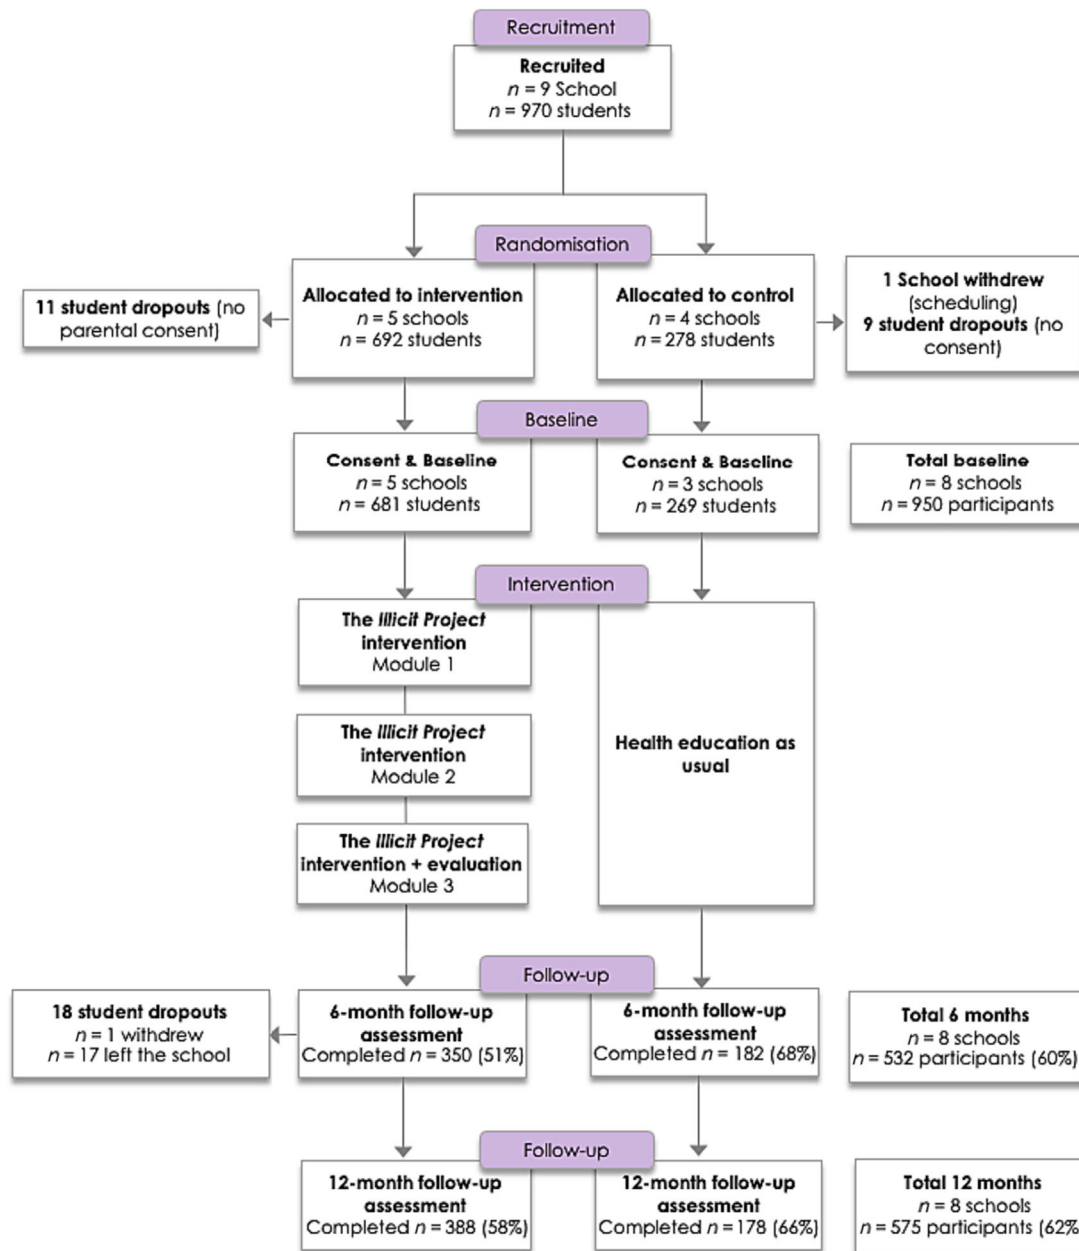 Recruitment
Recruited
n = 9 School
n = 970 students
Randomisation
11 student dropouts (no
parental consent)
Allocated to intervention
n = 5 schools
n = 692 students
Allocated to control
n = 4 schools
n = 278 students
1 School withdrew
(scheduling)
9 student dropouts (no
consent)
Baseline
Consent & Baseline
n = 5 schools
n = 681 students
Consent & Baseline
n = 3 schools
n = 269 students
Total baseline
n = 8 schools
n = 950 participants
Intervention
The Illicit Project
intervention
Module 1
The Illicit Project
intervention
Module 2
The Illicit Project
intervention + evaluation
Module 3
Health education as
usual
Follow-up
18 student dropouts
n = 1 withdrew
n = 17 left the school
6-month follow-up
assessment
Completed n = 350 (51%)
6-month follow-up
assessment
Completed n = 182 (68%)
Total 6 months
n = 8 schools
n = 532 participants (60%)
Follow-up
12-month follow-up
assessment
Completed n = 388 (58%)
12-month follow-up
assessment
Completed n = 178 (66%)
Total 12 months
n = 8 schools
n = 575 participants (62%